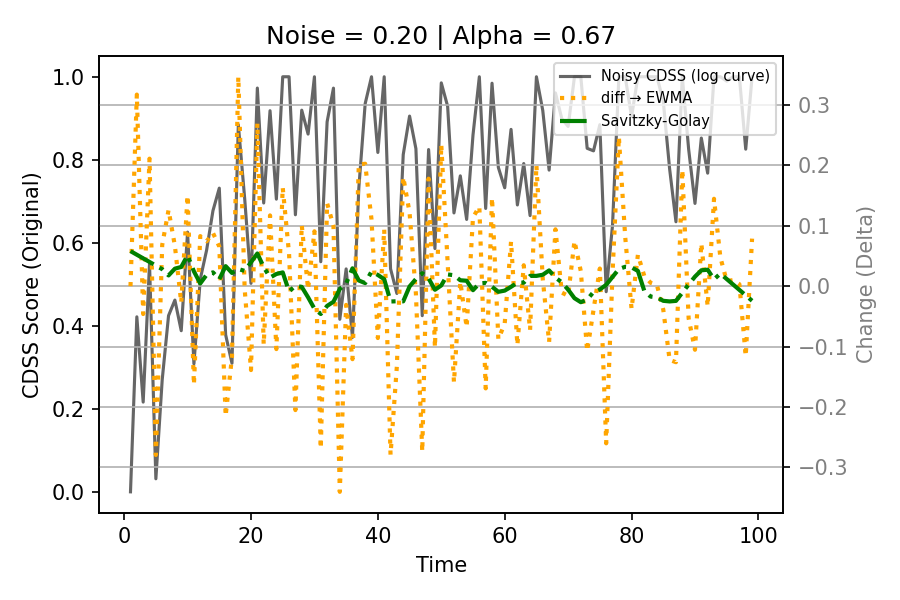 Noise = 0.20 | Alpha = 0.67
Noisy CDSS (log curve)
diff → EWMA
Savitzky-Golay
CDSS Score (Original)
1.0
0.8
0.6
0.4
0.2
0.0
0.3
0.2
0.1
0.0
−0.1
−0.2
−0.3
Change (Delta)
0 20 40 60 80 100
Time